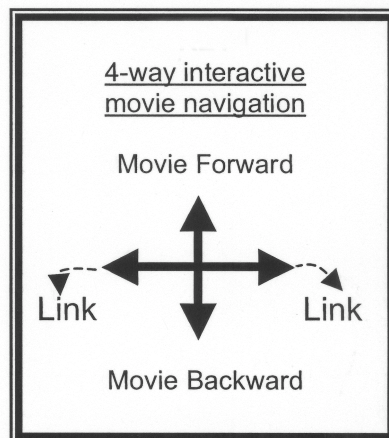 4-way interactive
movie navigation
Movie Forward
Link
Link
Movie Backward